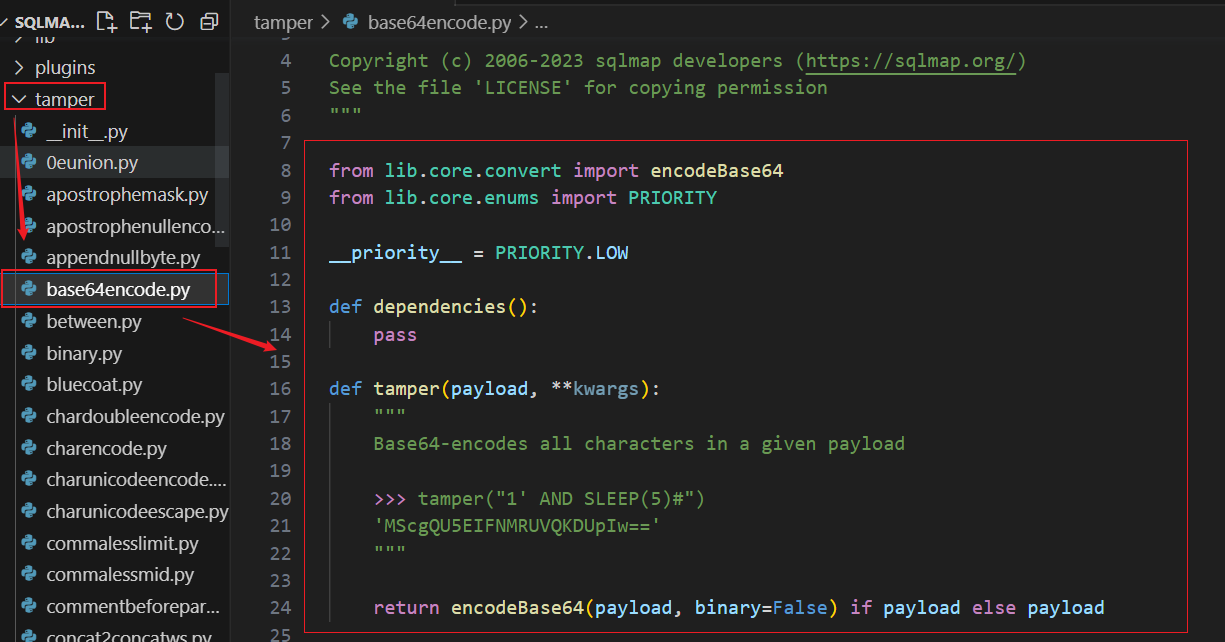 SQLMA...
lib
plugins
tamper
__init__.py
0eunion.py
apostrophemask.py
apostrophenullenco...
appendnullbyte.py
base64encode.py
between.py
binary.py
bluecoat.py
chardoubleencode.py
charencode.py
charunicodeencode....
charunicodeescape.py
commalesslimit.py
commalessmid.py
commentbeforepar...
concat2concatws.py
tamper > base64encode.py > ...
4 Copyright (c) 2006-2023 sqlmap developers (https://sqlmap.org/)
5 See the file 'LICENSE' for copying permission
6 """
7
8 from lib.core.convert import encodeBase64
9 from lib.core.enums import PRIORITY
10
11 __priority__ = PRIORITY.LOW
12
13 def dependencies():
14 pass
15
16 def tamper(payload, **kwargs):
17 """
18 Base64-encodes all characters in a given payload
19
20 >>> tamper("1' AND SLEEP(5)#")
21 'MScgQU5EIFNMRUVQKDUpIw=='
22 """
23
24 return encodeBase64(payload, binary=False) if payload else payload
25